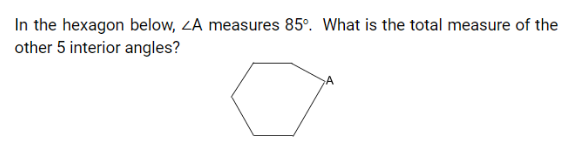 In the hexagon below, ∠A measures 85°. What is the total measure of the
other 5 interior angles?
A